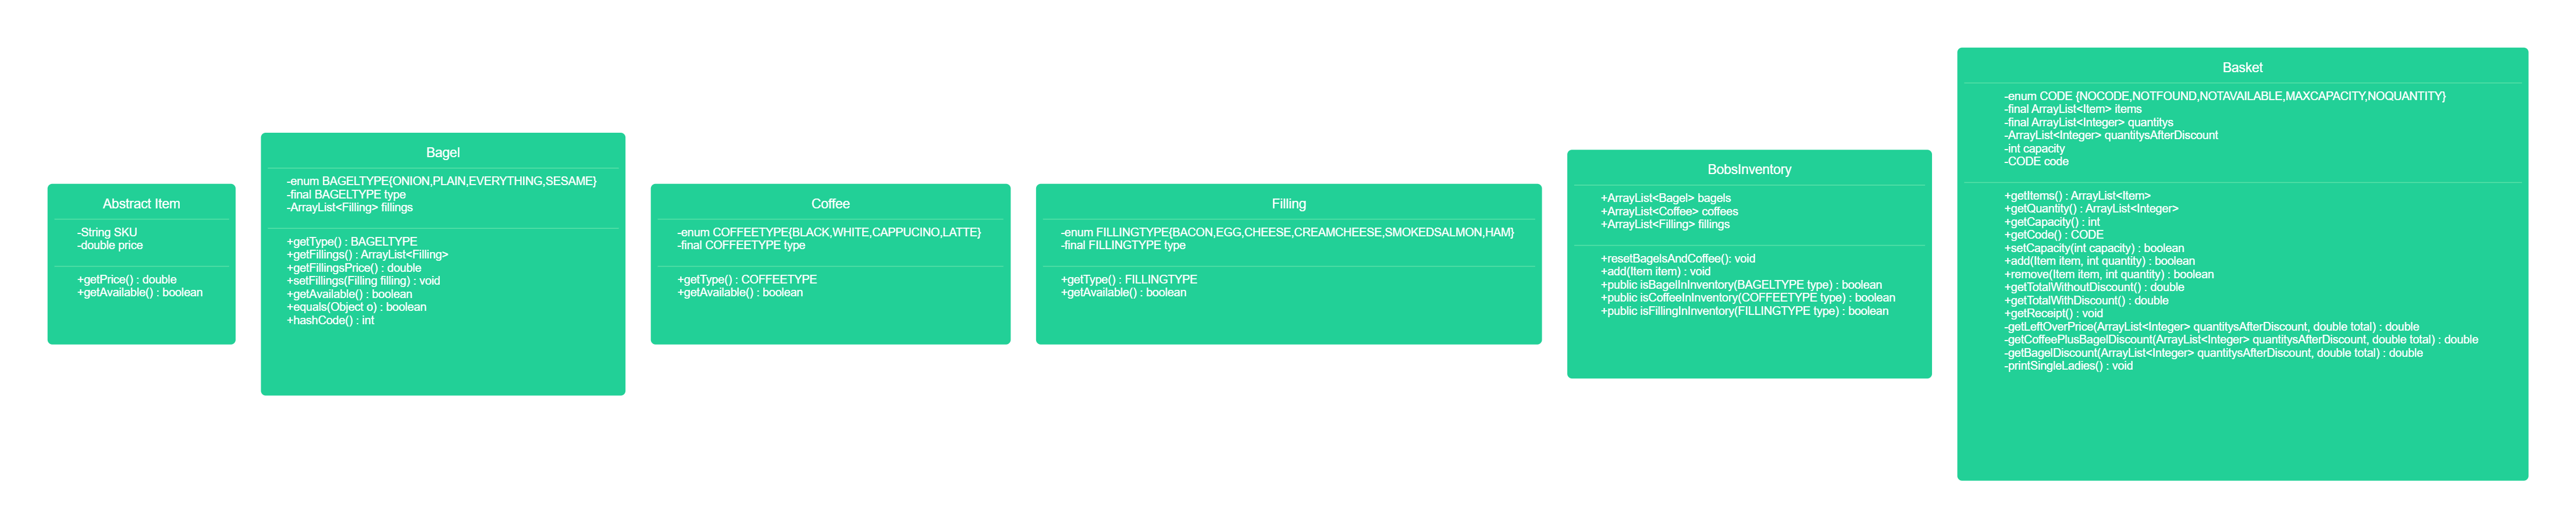 Abstract Item
-String SKU
-double price
+getPrice() : double
+getAvailable() : boolean
Bagel
-enum BAGELTYPE{ONION,PLAIN,EVERYTHING,SESAME}
-final BAGELTYPE type
-ArrayList<Filling> fillings
+getType() : BAGELTYPE
+getFillings() : ArrayList<Filling>
+getFillingsPrice() : double
+setFillings(Filling filling) : void
+getAvailable() : boolean
+equals(Object o) : boolean
+hashCode() : int
Coffee
-enum COFFEETYPE{BLACK,WHITE,CAPPUCINO,LATTE}
-final COFFEETYPE type
+getType() : COFFEETYPE
+getAvailable() : boolean
Filling
-enum FILLINGTYPE{BACON,EGG,CHEESE,CREAMCHEESE,SMOKEDSALMON,HAM}
-final FILLINGTYPE type
+getType() : FILLINGTYPE
+getAvailable() : boolean
BobsInventory
+ArrayList<Bagel> bagels
+ArrayList<Coffee> coffees
+ArrayList<Filling> fillings
+resetBagelsAndCoffee(): void
+add(Item item) : void
+public isBagelInInventory(BAGELTYPE type) : boolean
+public isCoffeeInInventory(COFFEETYPE type) : boolean
+public isFillingInInventory(FILLINGTYPE type) : boolean
Basket
-enum CODE {NOCODE,NOTFOUND,NOTAVAILABLE,MAXCAPACITY,NOQUANTITY}
-final ArrayList<Item> items
-final ArrayList<Integer> quantitys
-ArrayList<Integer> quantitysAfterDiscount
-int capacity
-CODE code
+getItems() : ArrayList<Item>
+getQuantity() : ArrayList<Integer>
+getCapacity() : int
+getCode() : CODE
+setCapacity(int capacity) : boolean
+add(Item item, int quantity) : boolean
+remove(Item item, int quantity) : boolean
+getTotalWithoutDiscount() : double
+getTotalWithDiscount() : double
+getReceipt() : void
-getLeftOverPrice(ArrayList<Integer> quantitysAfterDiscount, double total) : double
-getCoffeePlusBagelDiscount(ArrayList<Integer> quantitysAfterDiscount, double total) : double
-getBagelDiscount(ArrayList<Integer> quantitysAfterDiscount, double total) : double
-printSingleLadies() : void